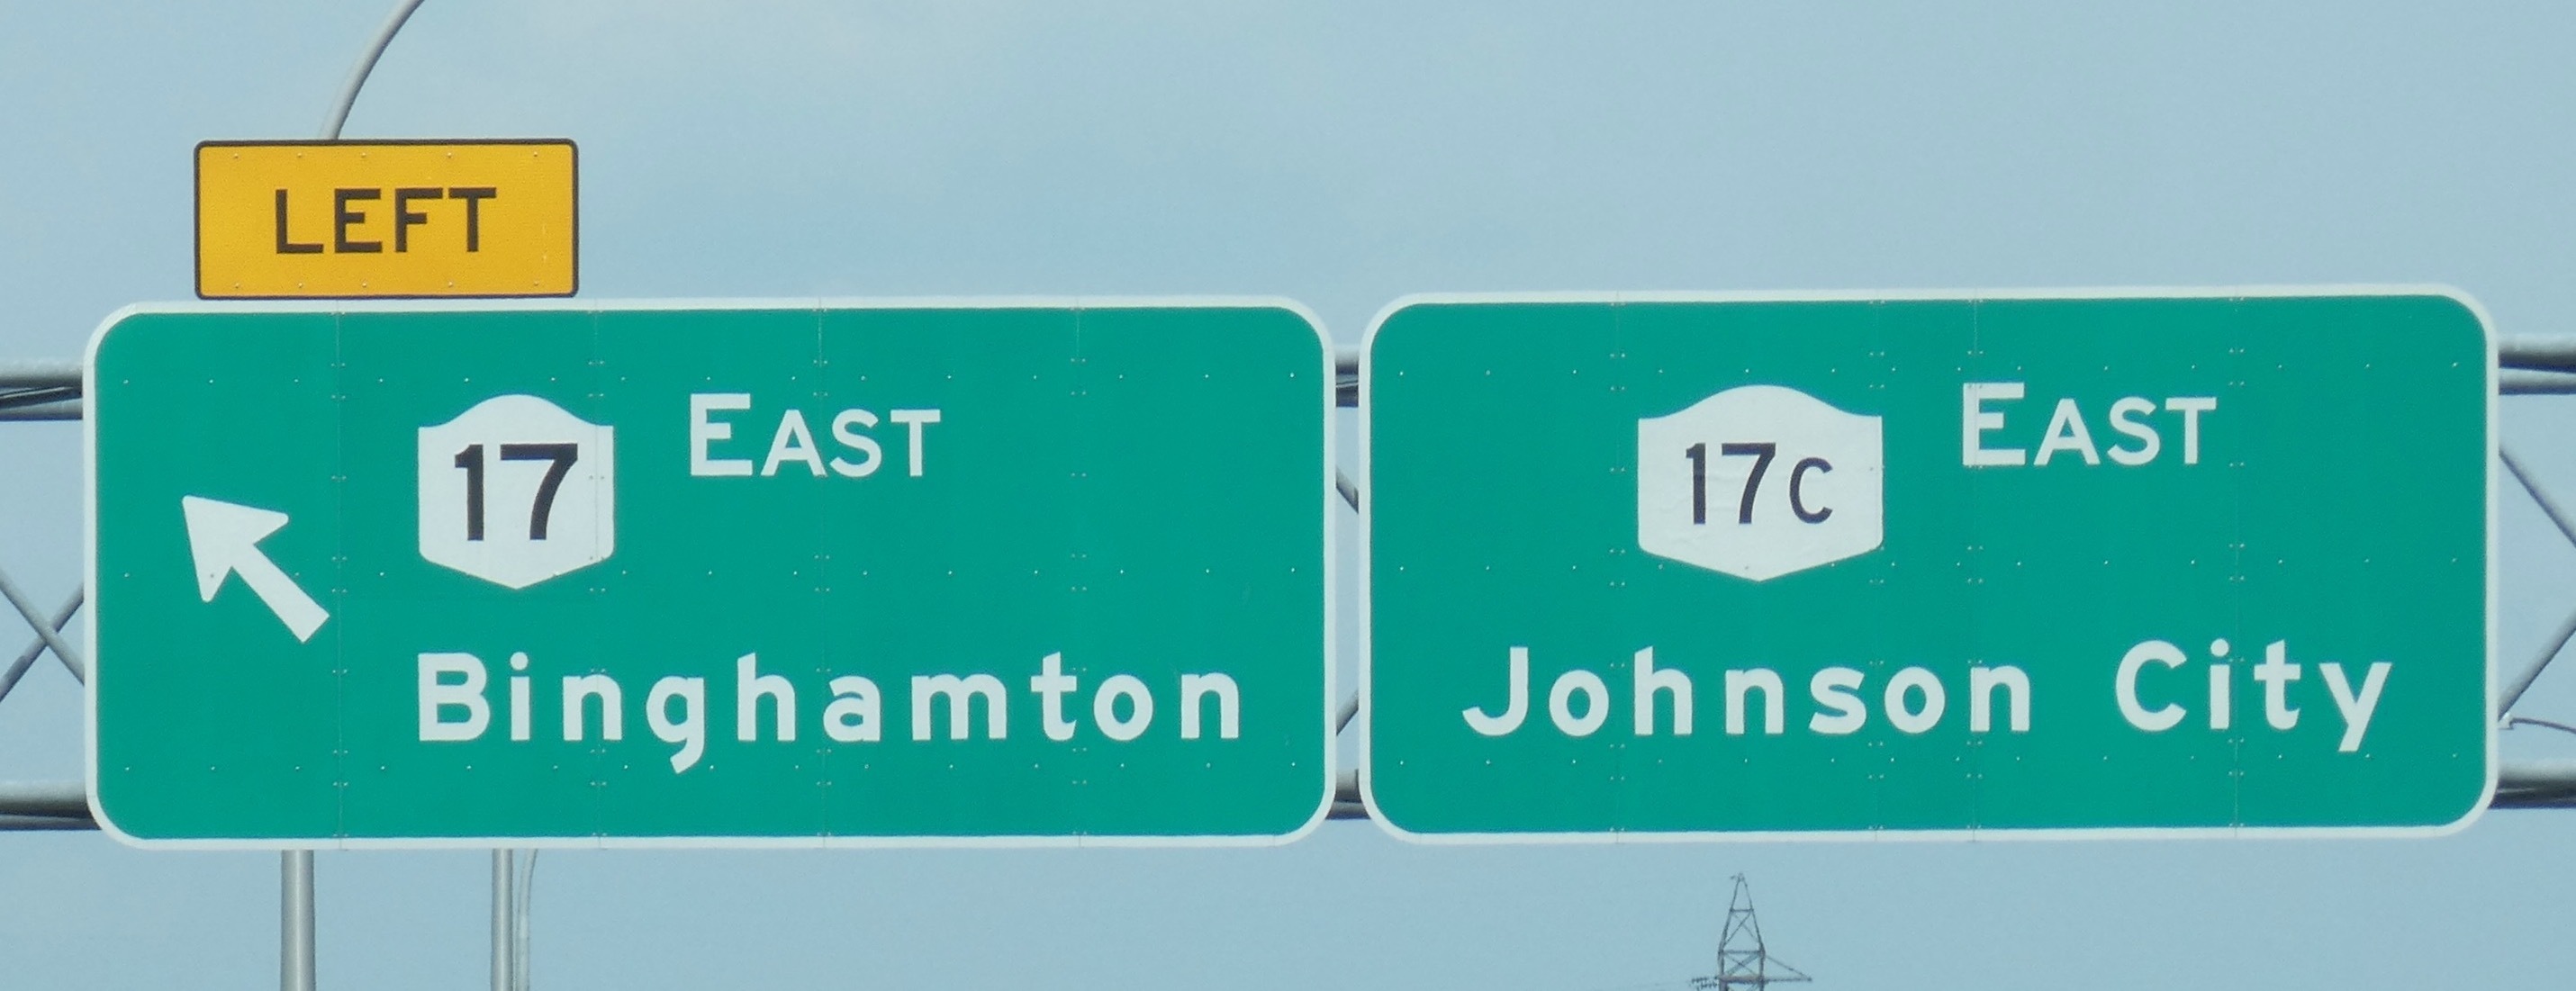 LEFT
17 EAST
Binghamton
17C EAST
Johnson City